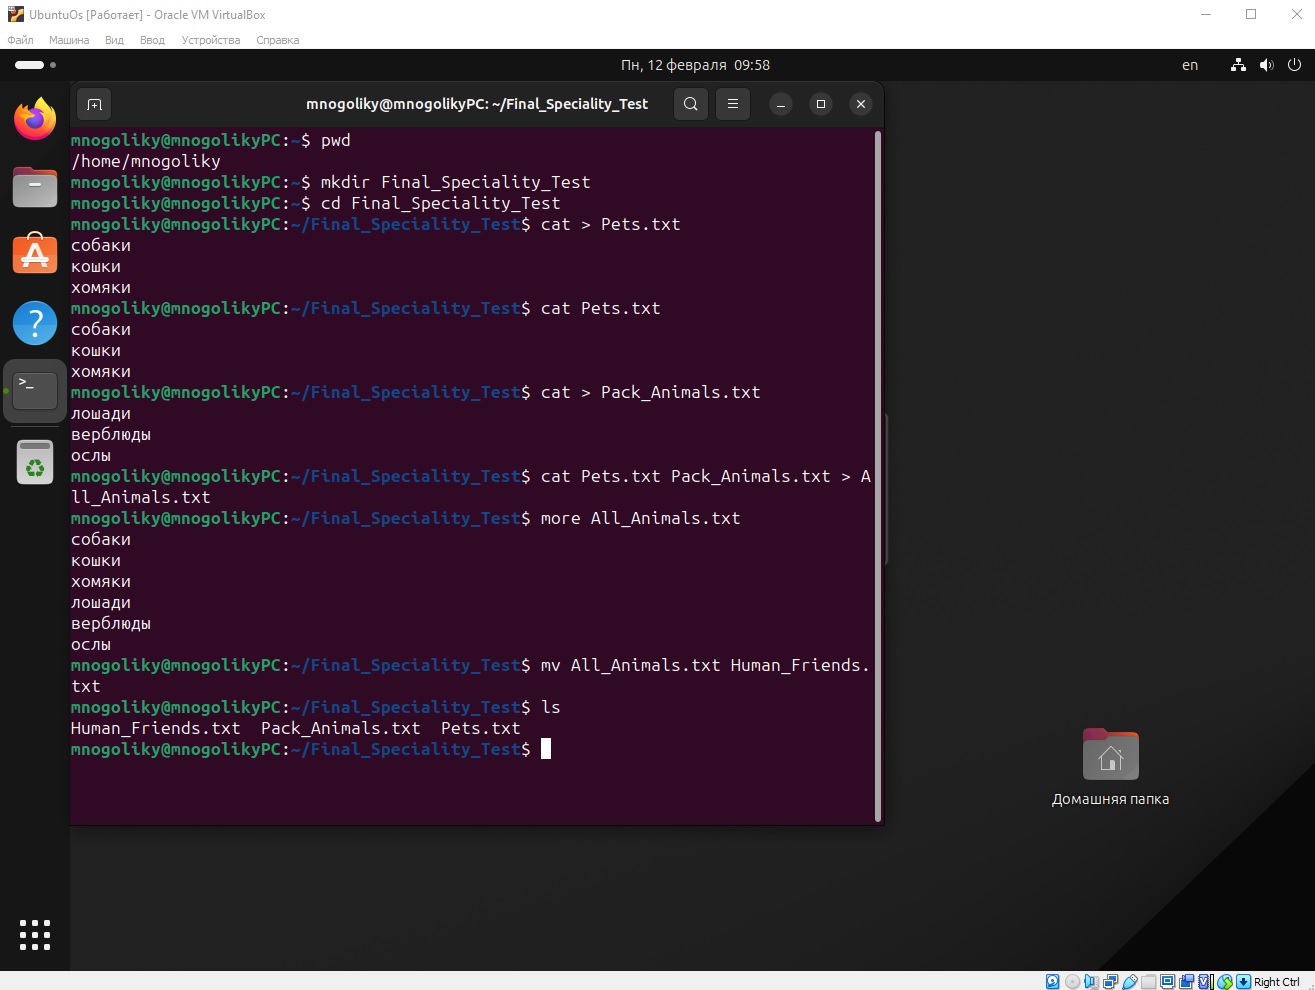 UbuntuOs [Работает] - Oracle VM VirtualBox
Файл Машина Вид Ввод Устройства Справка
Пн, 12 февраля 09:58
en
mnogoliky@mnogolikyPC: ~/Final_Speciality_Test
mnogoliky@mnogolikyPC:~$ pwd
/home/mnogoliky
mnogoliky@mnogolikyPC:~$ mkdir Final_Speciality_Test
mnogoliky@mnogolikyPC:~$ cd Final_Speciality_Test
mnogoliky@mnogolikyPC:~/Final_Speciality_Test$ cat > Pets.txt
собаки
кошки
хомяки
mnogoliky@mnogolikyPC:~/Final_Speciality_Test$ cat Pets.txt
собаки
кошки
хомяки
mnogoliky@mnogolikyPC:~/Final_Speciality_Test$ cat > Pack_Animals.txt
лошади
верблюды
ослы
mnogoliky@mnogolikyPC:~/Final_Speciality_Test$ cat Pets.txt Pack_Animals.txt > A
ll_Animals.txt
mnogoliky@mnogolikyPC:~/Final_Speciality_Test$ more All_Animals.txt
собаки
кошки
хомяки
лошади
верблюды
ослы
mnogoliky@mnogolikyPC:~/Final_Speciality_Test$ mv All_Animals.txt Human_Friends.
txt
mnogoliky@mnogolikyPC:~/Final_Speciality_Test$ ls
Human_Friends.txt Pack_Animals.txt Pets.txt
mnogoliky@mnogolikyPC:~/Final_Speciality_Test$
Домашняя папка
Right Ctrl